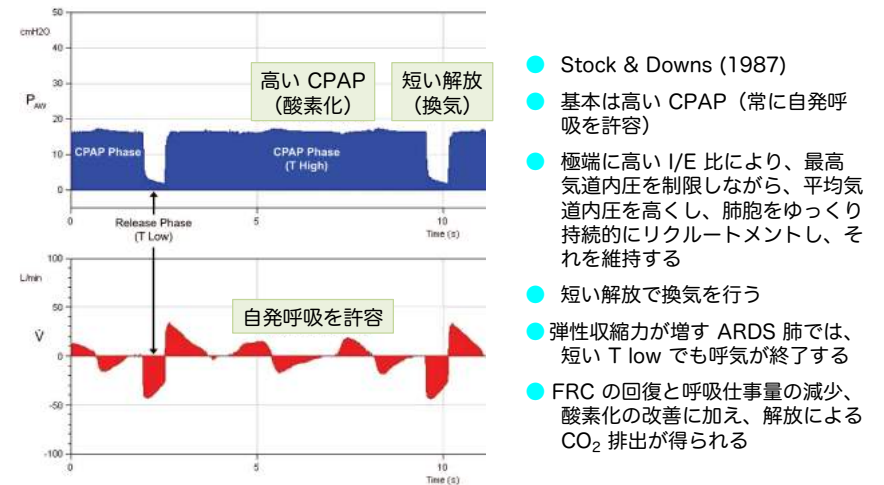 50
cmH2O
40
高い CPAP
（酸素化）
短い解放
（換気）
30
PAW
20
10
CPAP Phase
CPAP Phase
(T High)
0
0
Release Phase
(T Low)
5
10
Time (s)
100
L/min
50
自発呼吸を許容
V̇
0
-50
-100
0
5
10
Time (s)
● Stock & Downs (1987)
● 基本は高い CPAP（常に自発呼
吸を許容）
● 極端に高い I/E 比により、最高
気道内圧を制限しながら、平均気
道内圧を高くし、肺胞をゆっくり
持続的にリクルートメントし、そ
れを維持する
● 短い解放で換気を行う
● 弾性収縮力が増す ARDS 肺では、
短い T low でも呼気が終了する
● FRC の回復と呼吸仕事量の減少、
酸素化の改善に加え、解放による
CO₂ 排出が得られる